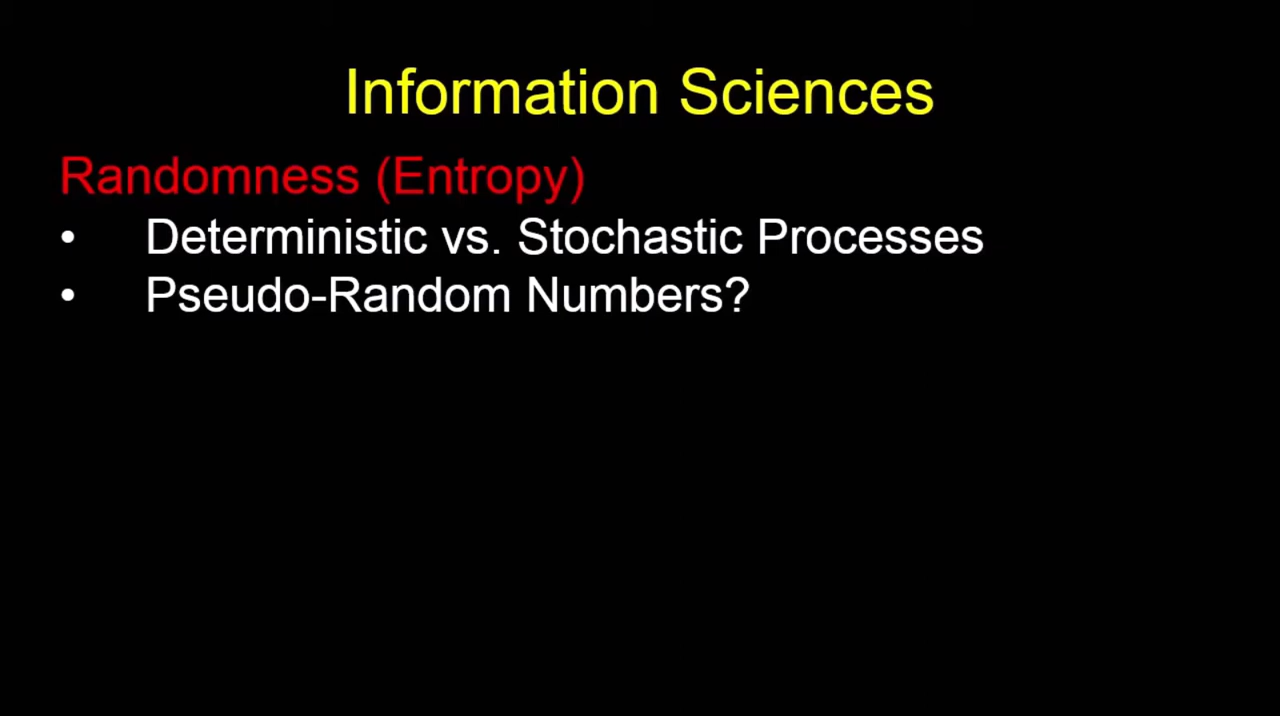 Information Sciences
Randomness (Entropy)
• Deterministic vs. Stochastic Processes
• Pseudo-Random Numbers?